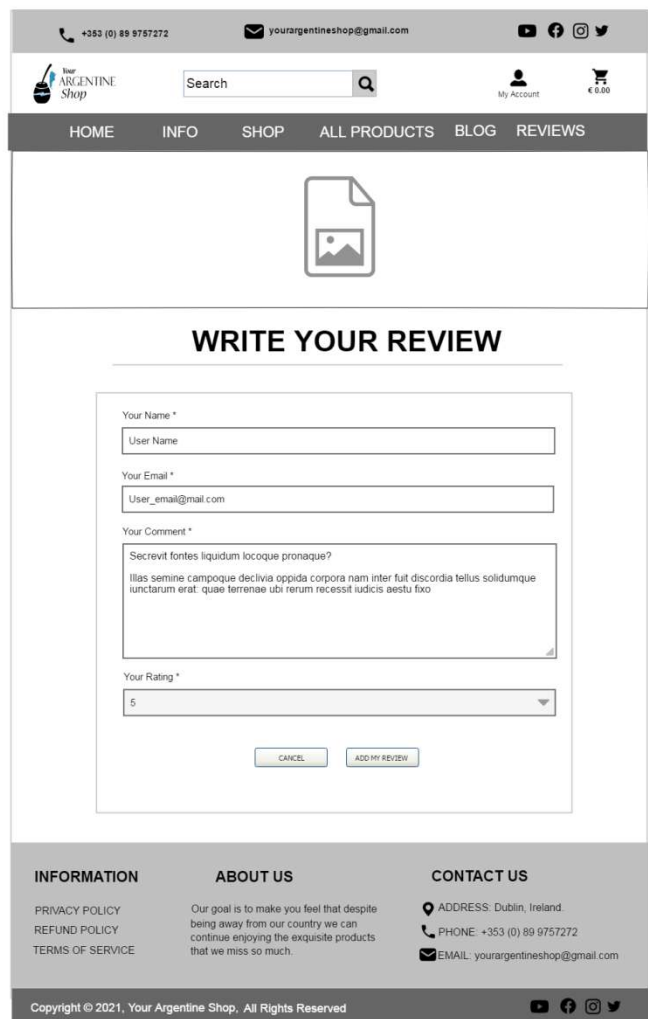 +353 (0) 89 9757272
yourargentineshop@gmail.com
Your
ARGENTINE
Shop
Search
My Account
€ 0.00
HOME INFO SHOP ALL PRODUCTS BLOG REVIEWS
WRITE YOUR REVIEW
Your Name *
User Name
Your Email *
User_email@mail.com
Your Comment *
Secrevit fontes liquidum locoque pronaque?
Illas semine campoque declivia oppida corpora nam inter fuit discordia tellus solidumque
iunctarum erat: quae terrenae ubi rerum recessit iudicis aestu fixo
Your Rating *
5
CANCEL
ADD MY REVIEW
INFORMATION
PRIVACY POLICY
REFUND POLICY
TERMS OF SERVICE
ABOUT US
Our goal is to make you feel that despite
being away from our country we can
continue enjoying the exquisite products
that we miss so much.
CONTACT US
ADDRESS: Dublin, Ireland.
PHONE: +353 (0) 89 9757272
EMAIL: yourargentineshop@gmail.com
Copyright © 2021, Your Argentine Shop. All Rights Reserved